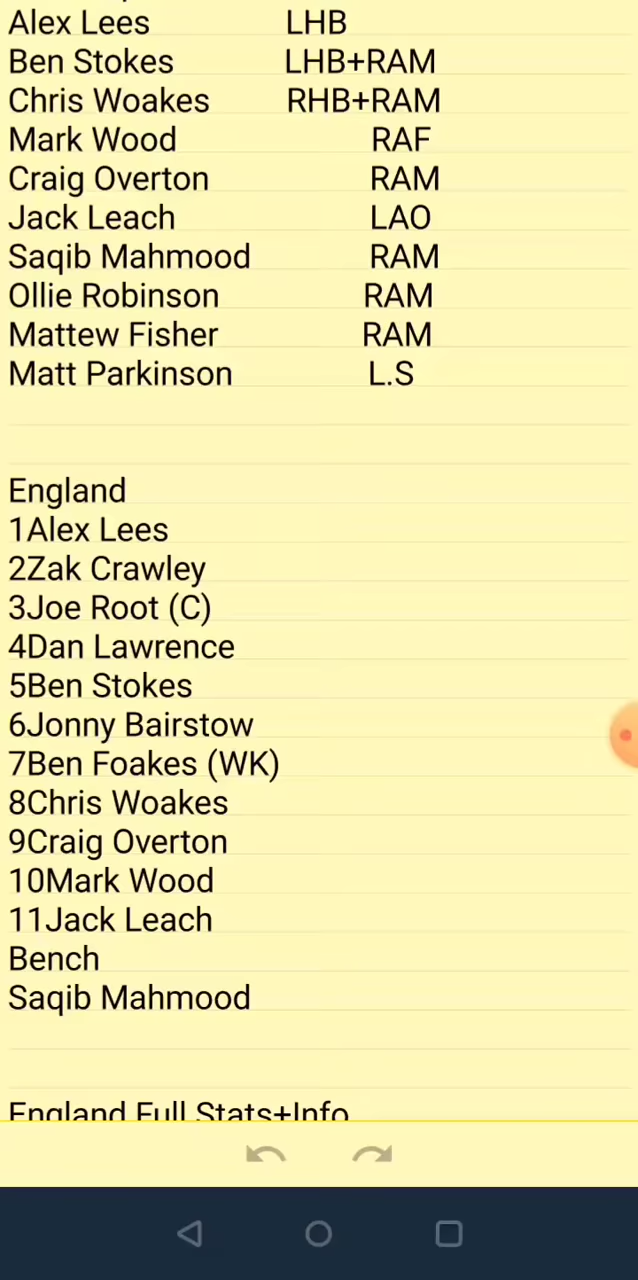 Alex Lees LHB
Ben Stokes LHB+RAM
Chris Woakes RHB+RAM
Mark Wood RAF
Craig Overton RAM
Jack Leach LAO
Saqib Mahmood RAM
Ollie Robinson RAM
Mattew Fisher RAM
Matt Parkinson L.S
England
1Alex Lees
2Zak Crawley
3Joe Root (C)
4Dan Lawrence
5Ben Stokes
6Jonny Bairstow
7Ben Foakes (WK)
8Chris Woakes
9Craig Overton
10Mark Wood
11Jack Leach
Bench
Saqib Mahmood
England Full Stats+Info